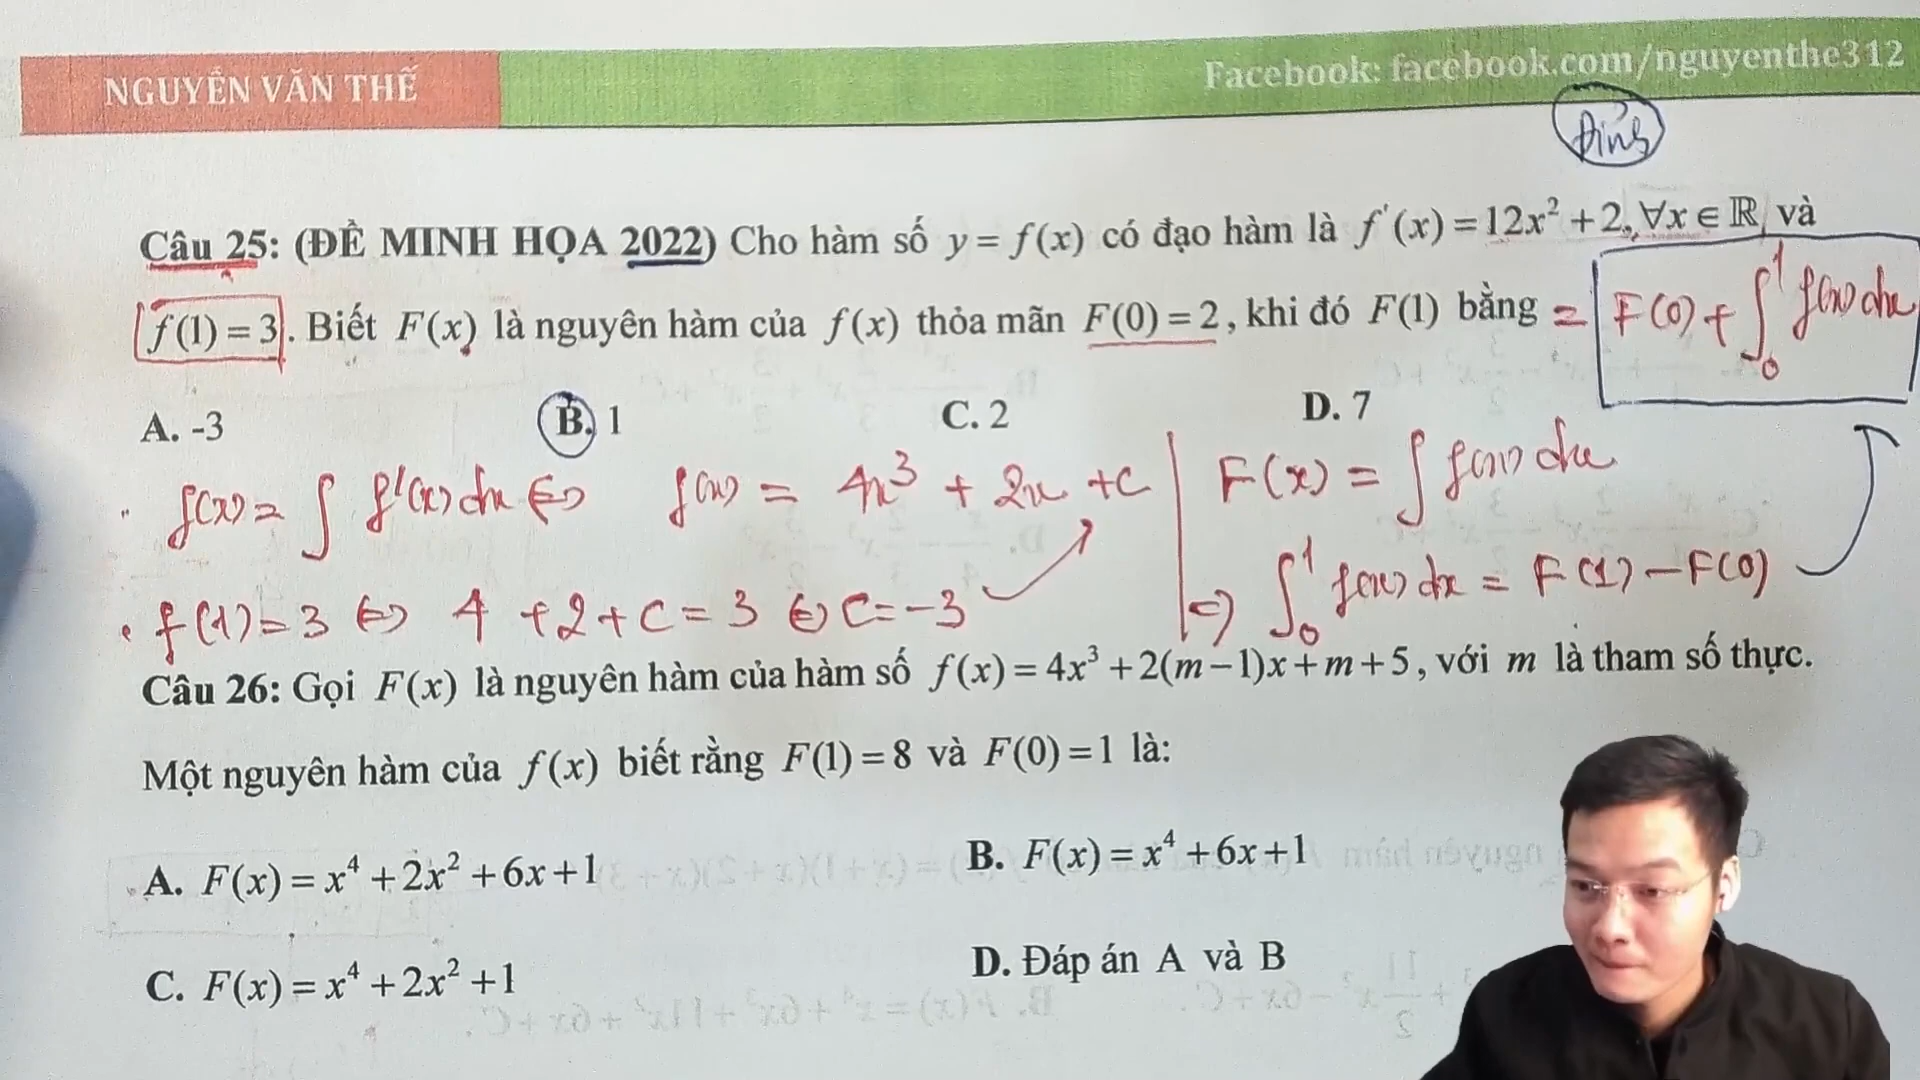 NGUYỄN VĂN THẾ
Facebook: facebook.com/nguyenthe312
Đỉnh
Câu 25: (ĐỀ MINH HỌA 2022) Cho hàm số y = f(x) có đạo hàm là f'(x) = 12x² + 2, ∀x ∈ ℝ và
f(1) = 3. Biết F(x) là nguyên hàm của f(x) thỏa mãn F(0) = 2, khi đó F(1) bằng = F(0) + ∫₀¹ f(x) dx
A. -3 B. 1 C. 2 D. 7
f(x) = ∫ f'(x) dx ⇔ f(x) = 4x³ + 2x + C F(x) = ∫ f(x) dx
f(1) = 3 ⇔ 4 + 2 + C = 3 ⇔ C = -3 ⇒ ∫₀¹ f(x) dx = F(1) - F(0)
Câu 26: Gọi F(x) là nguyên hàm của hàm số f(x) = 4x³ + 2(m-1)x + m + 5, với m là tham số thực.
Một nguyên hàm của f(x) biết rằng F(1) = 8 và F(0) = 1 là:
A. F(x) = x⁴ + 2x² + 6x + 1 B. F(x) = x⁴ + 6x + 1
C. F(x) = x⁴ + 2x² + 1 D. Đáp án A và B